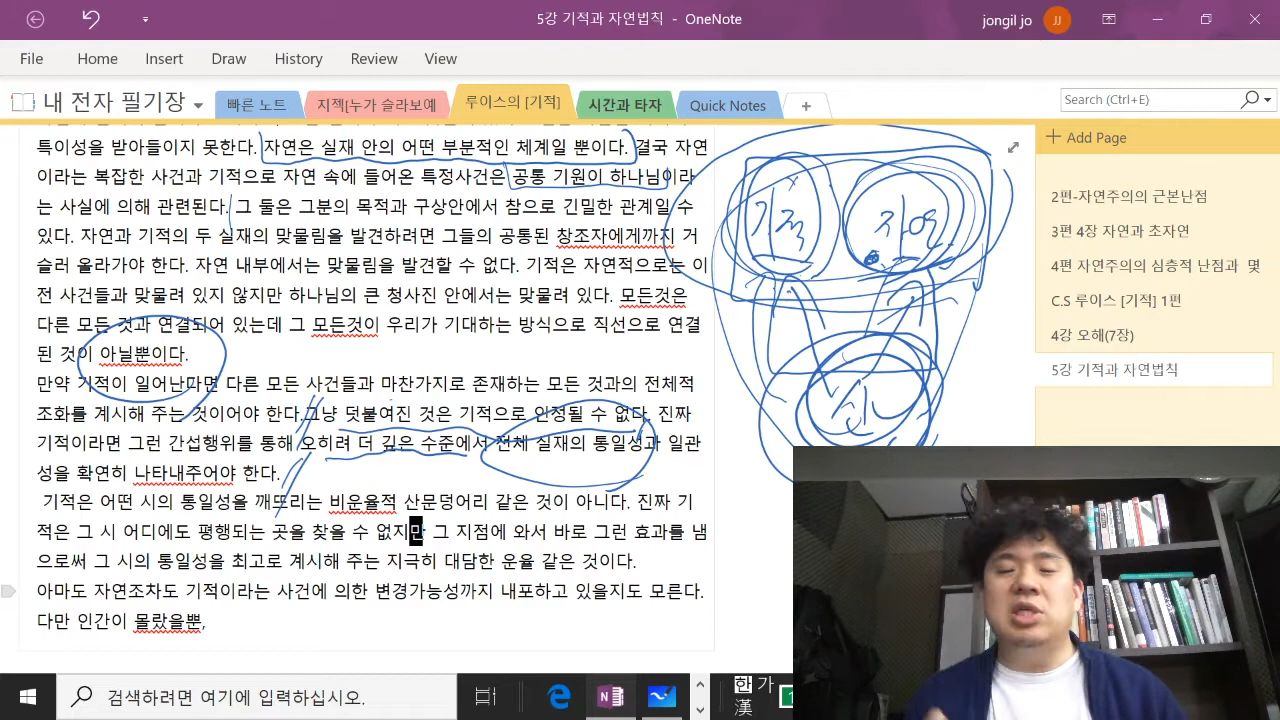 5강 기적과 자연법칙 - OneNote
jongil jo
JJ
File Home Insert Draw History Review View
내 전자 필기장
빠른 노트
지젝[누가 슬라보예
루이스의 [기적]
시간과 타자
Quick Notes
Search (Ctrl+E)
Add Page
특이성을 받아들이지 못한다. 자연은 실재 안의 어떤 부분적인 체계일 뿐이다. 결국 자연
이라는 복잡한 사건과 기적으로 자연 속에 들어온 특정사건은 공통 기원이 하나님이라
는 사실에 의해 관련된다. 그 둘은 그분의 목적과 구상안에서 참으로 긴밀한 관계일 수
있다. 자연과 기적의 두 실재의 맞물림을 발견하려면 그들의 공통된 창조자에게까지 거
슬러 올라가야 한다. 자연 내부에서는 맞물림을 발견할 수 없다. 기적은 자연적으로는 이
전 사건들과 맞물려 있지 않지만 하나님의 큰 청사진 안에서는 맞물려 있다. 모든것은
다른 모든 것과 연결되어 있는데 그 모든것이 우리가 기대하는 방식으로 직선으로 연결
된 것이 아닐뿐이다.
만약 기적이 일어난다면 다른 모든 사건들과 마찬가지로 존재하는 모든 것과의 전체적
조화를 계시해 주는 것이어야 한다.그냥 덧붙여진 것은 기적으로 인정될 수 없다. 진짜
기적이라면 그런 간섭행위를 통해 오히려 더 깊은 수준에서 전체 실재의 통일성과 일관
성을 확연히 나타내주어야 한다.
기적은 어떤 시의 통일성을 깨뜨리는 비운율적 산문덩어리 같은 것이 아니다. 진짜 기
적은 그 시 어디에도 평행되는 곳을 찾을 수 없지만 그 지점에 와서 바로 그런 효과를 냄
으로써 그 시의 통일성을 최고로 계시해 주는 지극히 대담한 운율 같은 것이다.
아마도 자연조차도 기적이라는 사건에 의한 변경가능성까지 내포하고 있을지도 모른다.
다만 인간이 몰랐을뿐,
기적
자연
신
2편-자연주의의 근본난점
3편 4장 자연과 초자연
4편 자연주의의 심층적 난점과 몇
C.S 루이스 [기적] 1편
4강 오해(7장)
5강 기적과 자연법칙
검색하려면 여기에 입력하십시오.
한 가
漢
1